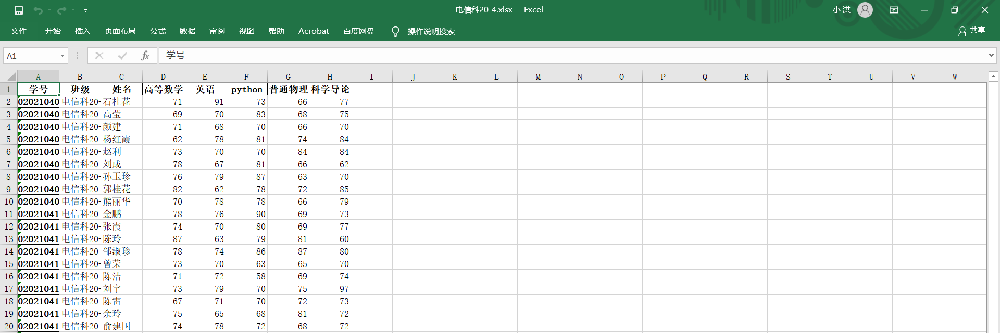 电信科20-4.xlsx - Excel
小 洪
文件 开始 插入 页面布局 公式 数据 审阅 视图 帮助 Acrobat 百度网盘 操作说明搜索 共享
A1 fx 学号
A B C D E F G H I J K L M N O P Q R S T U V W
1 学号 班级 姓名 高等数学 英语 python 普通物理 科学导论
2 02021040 电信科20- 石桂花 71 91 73 66 77
3 02021040 电信科20- 高莹 69 70 83 68 75
4 02021040 电信科20- 颜建 71 68 70 66 70
5 02021040 电信科20- 杨红霞 62 78 81 74 84
6 02021040 电信科20- 赵利 73 70 70 84 84
7 02021040 电信科20- 刘成 78 67 81 66 62
8 02021040 电信科20- 孙玉珍 76 79 87 63 70
9 02021040 电信科20- 郭桂花 82 62 78 72 85
10 02021040 电信科20- 熊丽华 70 78 78 66 79
11 02021041 电信科20- 金鹏 78 76 90 69 73
12 02021041 电信科20- 张霞 74 70 80 69 77
13 02021041 电信科20- 陈玲 87 63 79 81 60
14 02021041 电信科20- 邹淑珍 78 74 86 87 80
15 02021041 电信科20- 曾荣 73 70 63 65 70
16 02021041 电信科20- 陈洁 71 72 58 69 74
17 02021041 电信科20- 刘宇 73 79 70 75 97
18 02021041 电信科20- 陈雷 67 71 70 72 73
19 02021041 电信科20- 余玲 75 65 68 81 72
20 02021041 电信科20- 俞建国 74 78 72 68 72